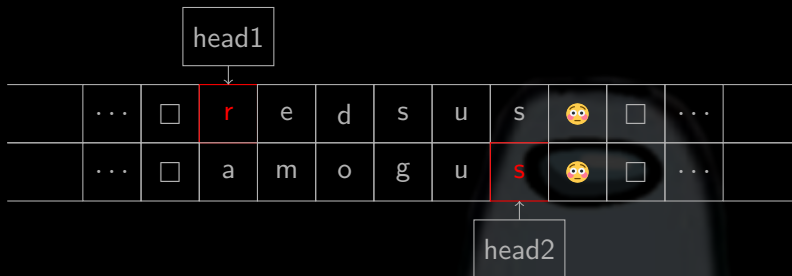 head1
··· □ r e d s u s 😳 □ ···
··· □ a m o g u s 😳 □ ···
head2